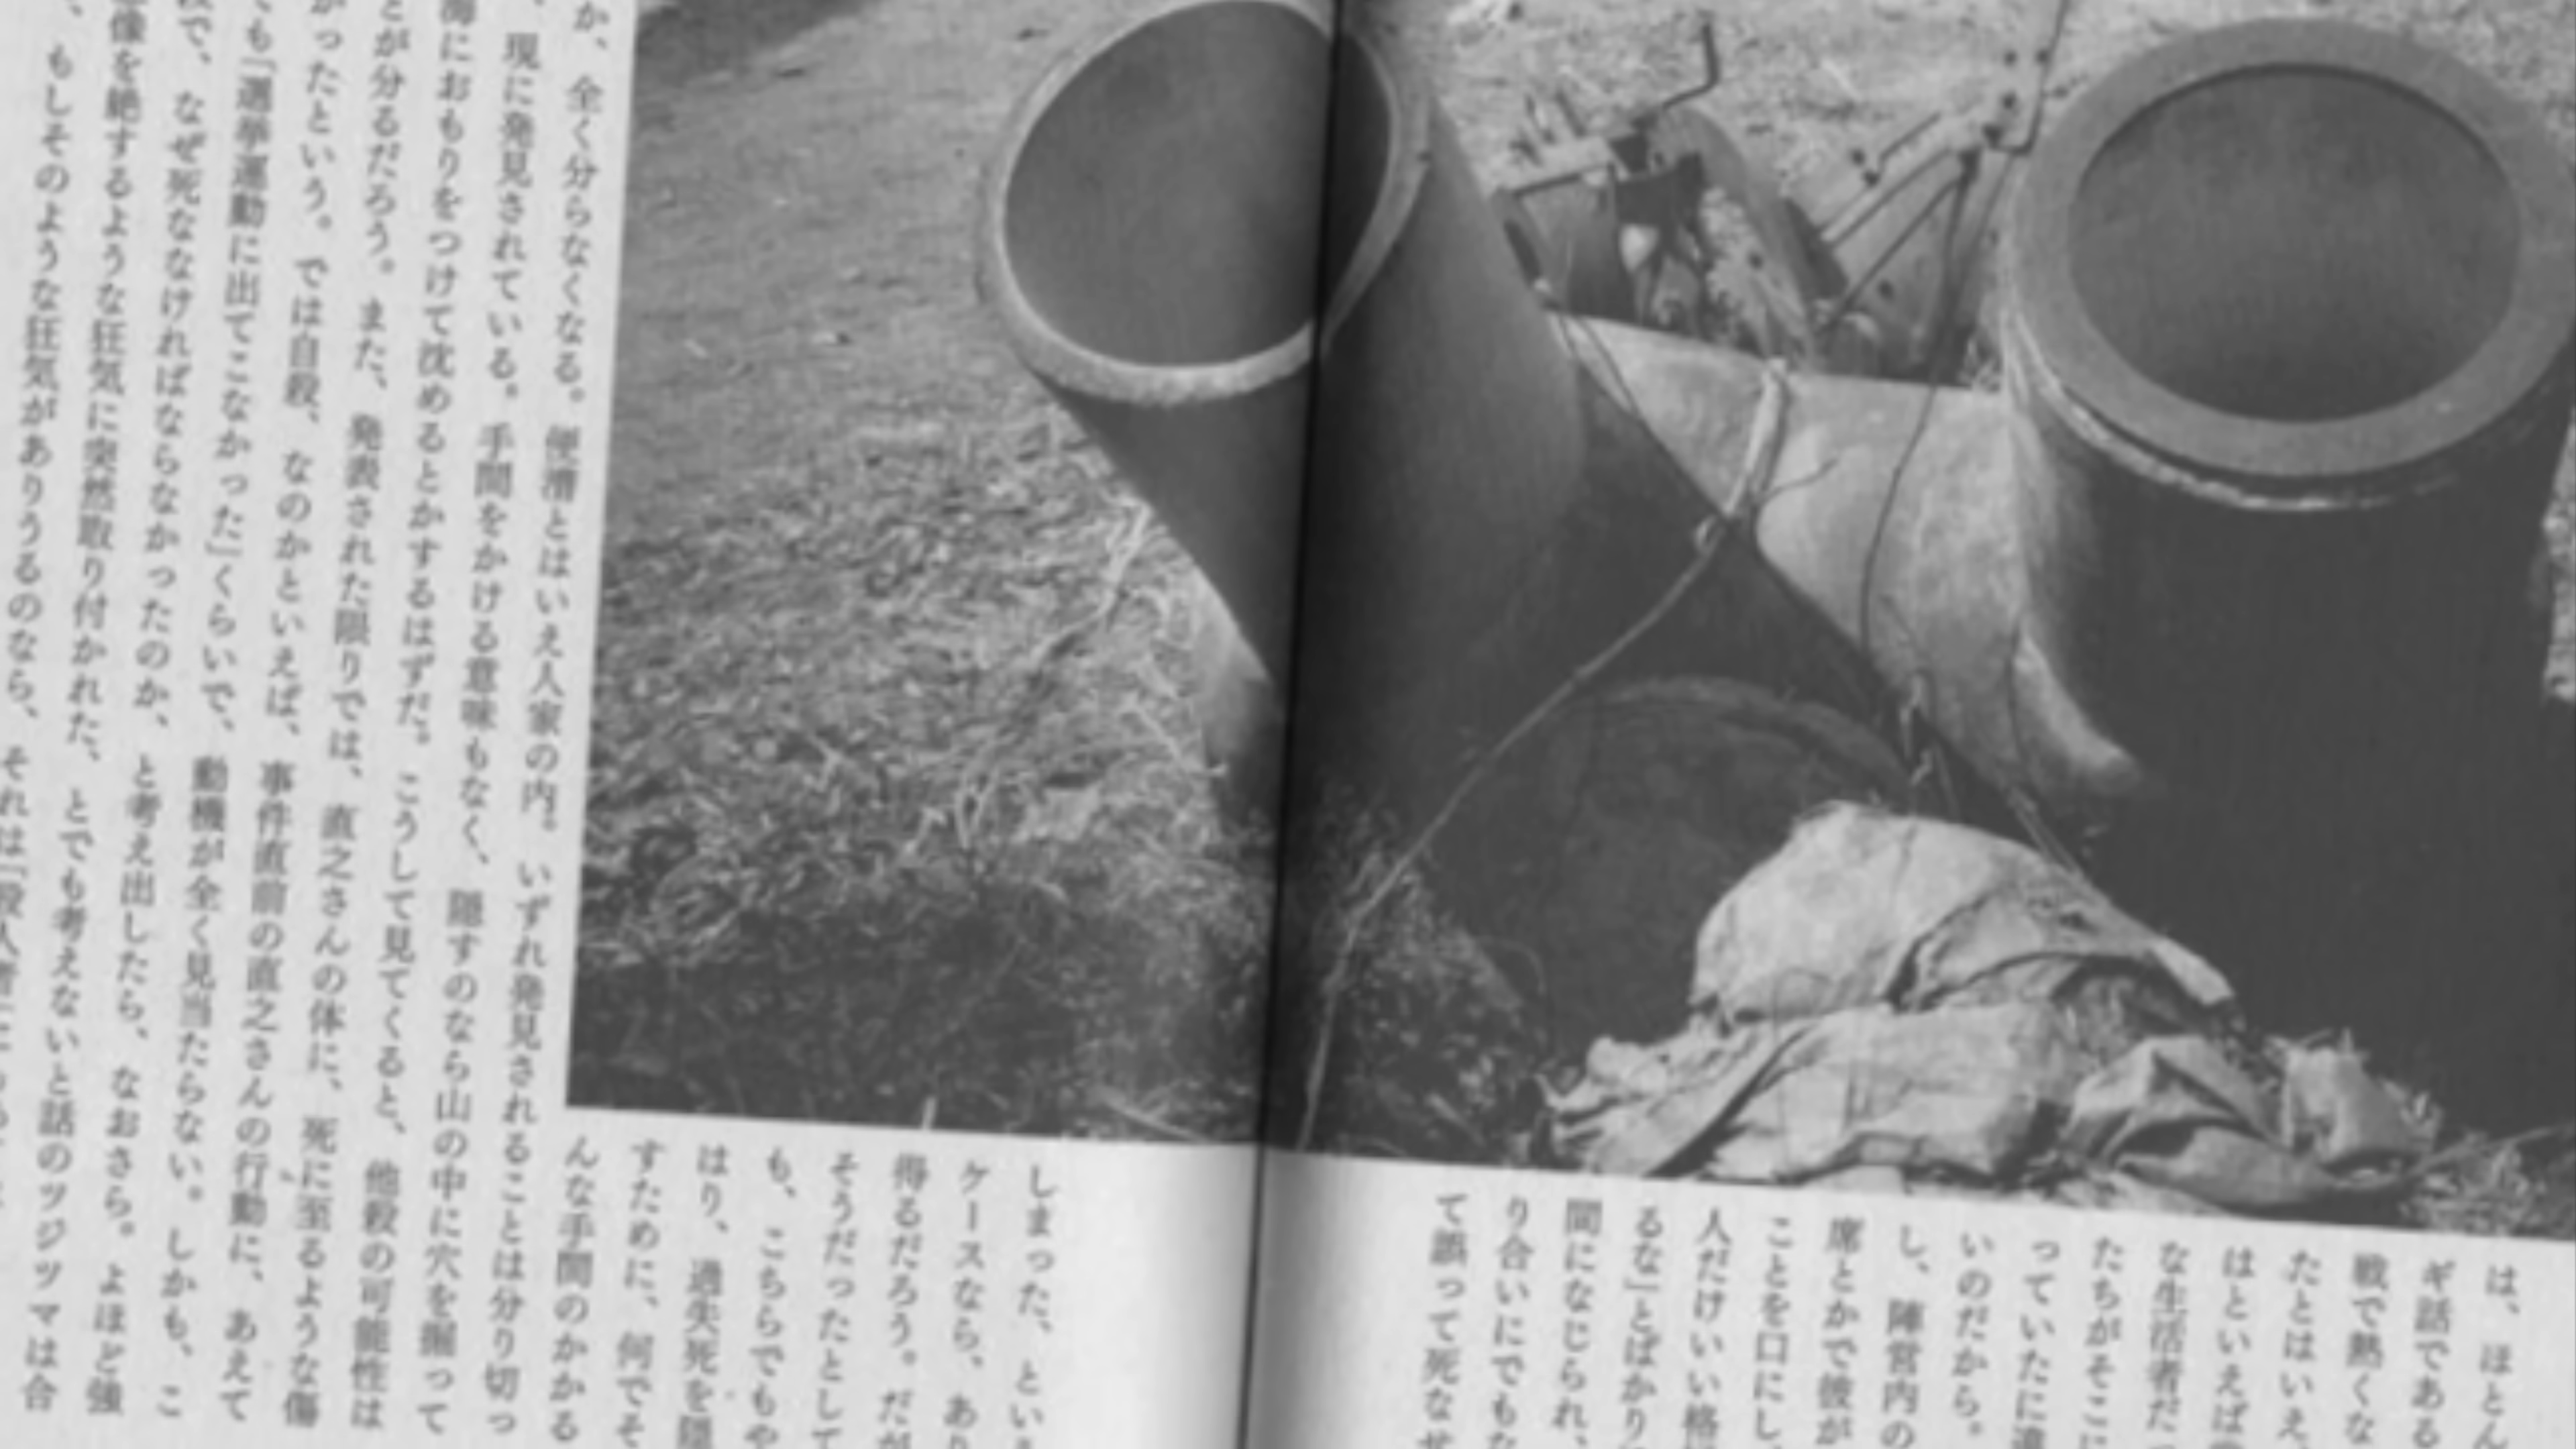 は、ほとん
ギ話である
戦で熱くな
たとはいえ、
はといえば
な生活者だ
たちがそこに
っていたに違
いのだから。
し、陣営内の
席とかで彼が
ことを口にし、
人だけいい格
るな」とばかり
間になじられ、
り合いにでもな
て誤って死なせ
しまった、という
ケースなら、あり
得るだろう。だが
そうだったとして
も、こちらでもや
はり、過失死を隠
すために、何でそ
んな手間のかかる
か、全く分らなくなる。便漕とはいえ人家の内。いずれ発見されることは分り切っ
、現に発見されている。手間をかける意味もなく、隠すのなら山の中に穴を掘って
海におもりをつけて沈めるとかするはずだ。こうして見てくると、他殺の可能性は
とが分るだろう。また、発表された限りでは、直之さんの体に、死に至るような傷
かったという。では自殺、なのかといえば、事件直前の直之さんの行動に、あえて
ても「選挙運動に出てこなかった」くらいで、動機が全く見当たらない。しかも、こ
で、なぜ死ななければならなかったのか、と考え出したら、なおさら。よほど強
想像を絶するような狂気に突然取り付かれた、とでも考えないと話のツジツマは合
、もしそのような狂気がありうるのなら、それは「殺人者に